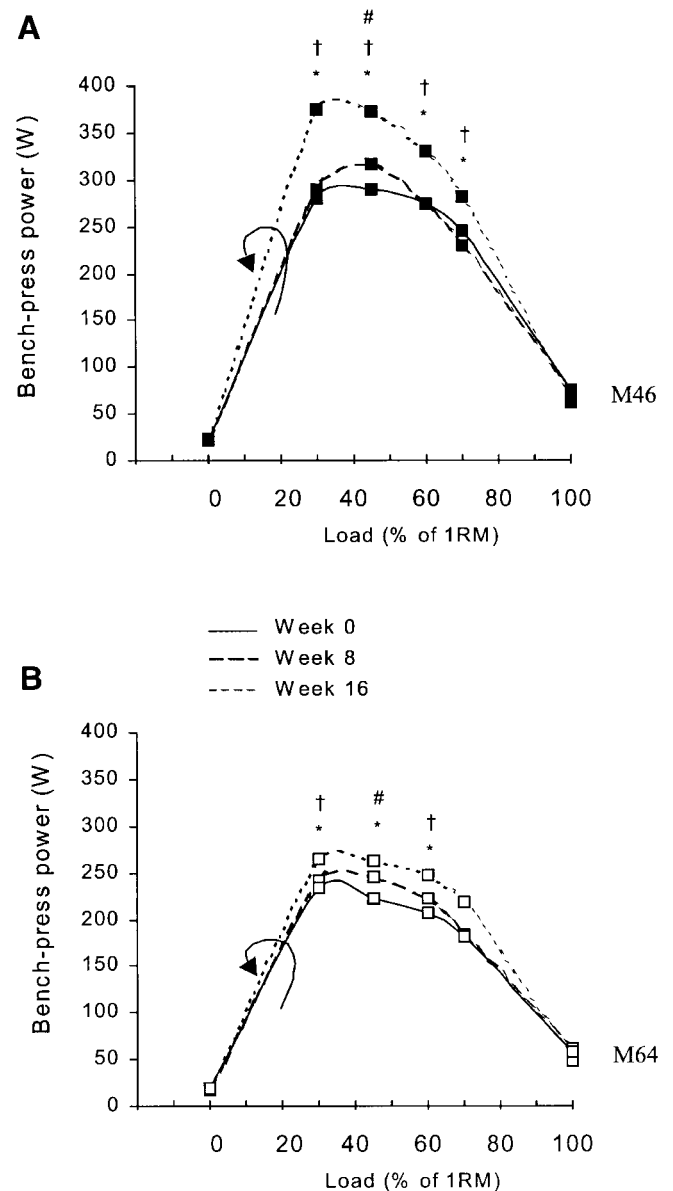 A
#
† † †
* * * †
*
400
350
300
250
200
150
100
50
0
Bench-press power (W)
M46
0 20 40 60 80 100
Load (% of 1RM)
Week 0
Week 8
Week 16
B
400
350
300
250
200
150
100
50
0
Bench-press power (W)
† # †
* * *
M64
0 20 40 60 80 100
Load (% of 1RM)